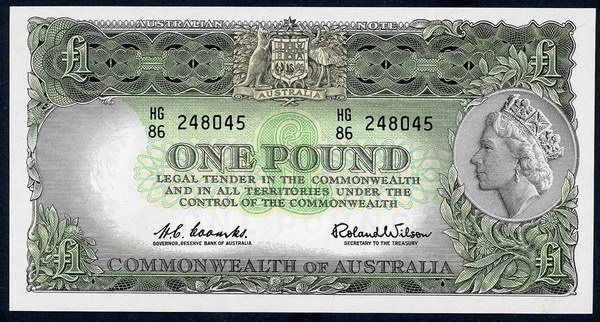 AUSTRALIAN NOTE
£1 £1
AUSTRALIA
HG 86 248045 HG 86 248045
ONE POUND
LEGAL TENDER IN THE COMMONWEALTH
AND IN ALL TERRITORIES UNDER THE
CONTROL OF THE COMMONWEALTH
H.C. Coombs. Roland Wilson
GOVERNOR, RESERVE BANK OF AUSTRALIA SECRETARY TO THE TREASURY
£1 £1
COMMONWEALTH OF AUSTRALIA